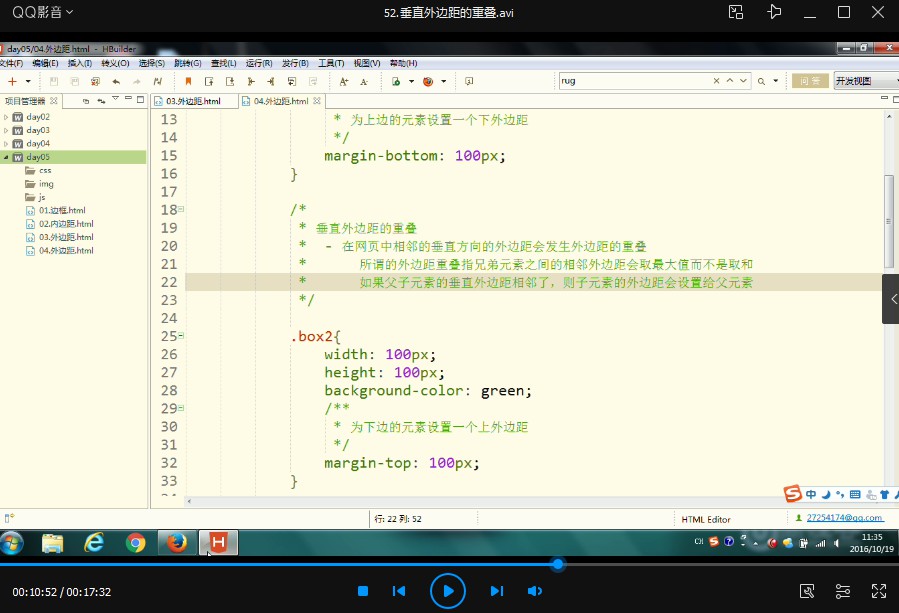 QQ影音
52.垂直外边距的重叠.avi
day05/04.外边距.html - HBuilder
文件(F) 编辑(E) 插入(I) 转义(O) 选择(S) 跳转(G) 查找(L) 运行(R) 发行(B) 工具(T) 视图(V) 帮助(H)
rug
问答
开发视图
项目管理器
03.外边距.html
04.外边距.html
day02
day03
day04
day05
css
img
js
01.边框.html
02.内边距.html
03.外边距.html
04.外边距.html
13 * 为上边的元素设置一个下外边距
14 */
15 margin-bottom: 100px;
16 }
17
18 /*
19 * 垂直外边距的重叠
20 * - 在网页中相邻的垂直方向的外边距会发生外边距的重叠
21 * 所谓的外边距重叠指兄弟元素之间的相邻外边距会取最大值而不是取和
22 * 如果父子元素的垂直外边距相邻了，则子元素的外边距会设置给父元素
23 */
24
25 .box2{
26 width: 100px;
27 height: 100px;
28 background-color: green;
29 /**
30 * 为下边的元素设置一个上外边距
31 */
32 margin-top: 100px;
33 }
中
行: 22 列: 52
HTML Editor
27254174@qq.com
11:35
2016/10/19
00:10:52 / 00:17:32